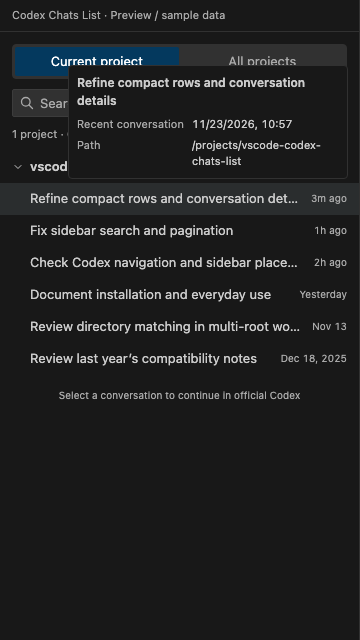 Codex Chats List · Preview / sample data
Current project
All projects
Refine compact rows and conversation
details
Recent conversation 11/23/2026, 10:57
Path /projects/vscode-codex-
chats-list
Sear
1 project ·
vscod
Refine compact rows and conversation det... 3m ago
Fix sidebar search and pagination 1h ago
Check Codex navigation and sidebar place... 2h ago
Document installation and everyday use Yesterday
Review directory matching in multi-root wo... Nov 13
Review last year’s compatibility notes Dec 18, 2025
Select a conversation to continue in official Codex